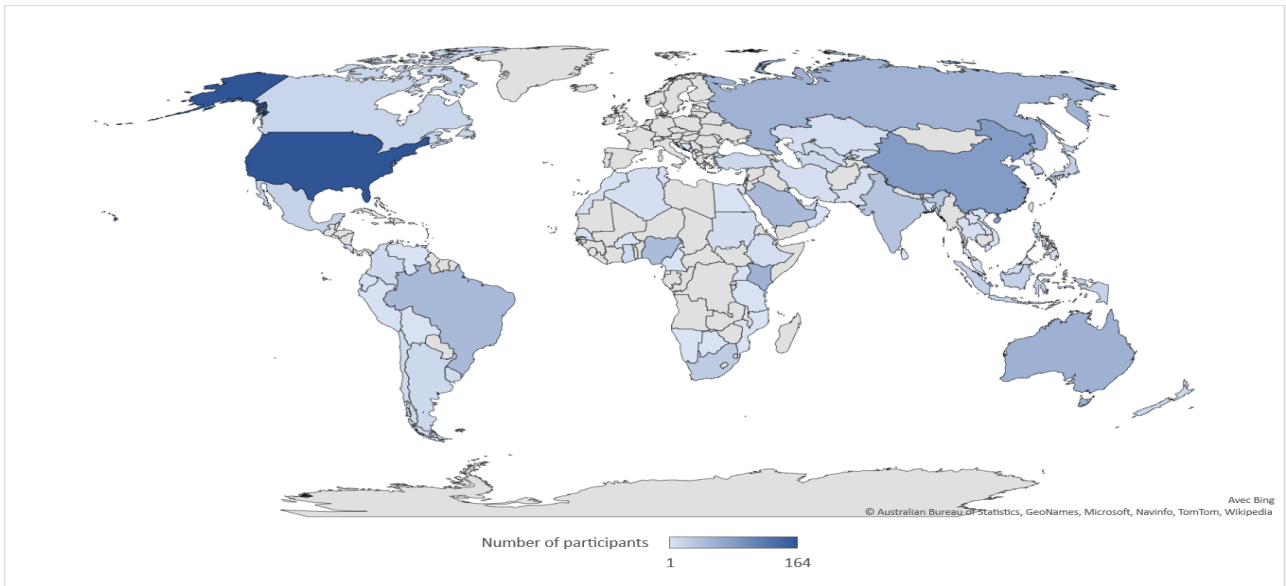 Avec Bing
© Australian Bureau of Statistics, GeoNames, Microsoft, Navinfo, TomTom, Wikipedia
Number of participants
1 164